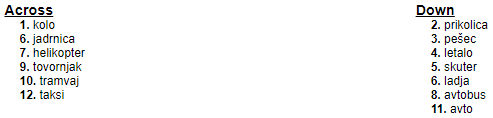 Across
1. kolo
6. jadrnica
7. helikopter
9. tovornjak
10. tramvaj
12. taksi
Down
2. prikolica
3. pešec
4. letalo
5. skuter
6. ladja
8. avtobus
11. avto